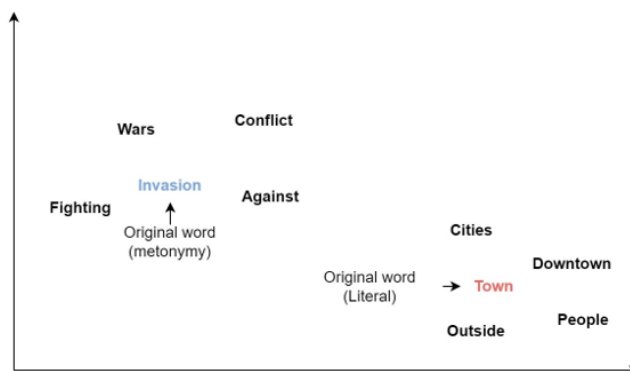 Wars
Conflict
Invasion
Fighting
Against
Original word
(metonymy)
Cities
Downtown
Original word
(Literal)
Town
Outside
People